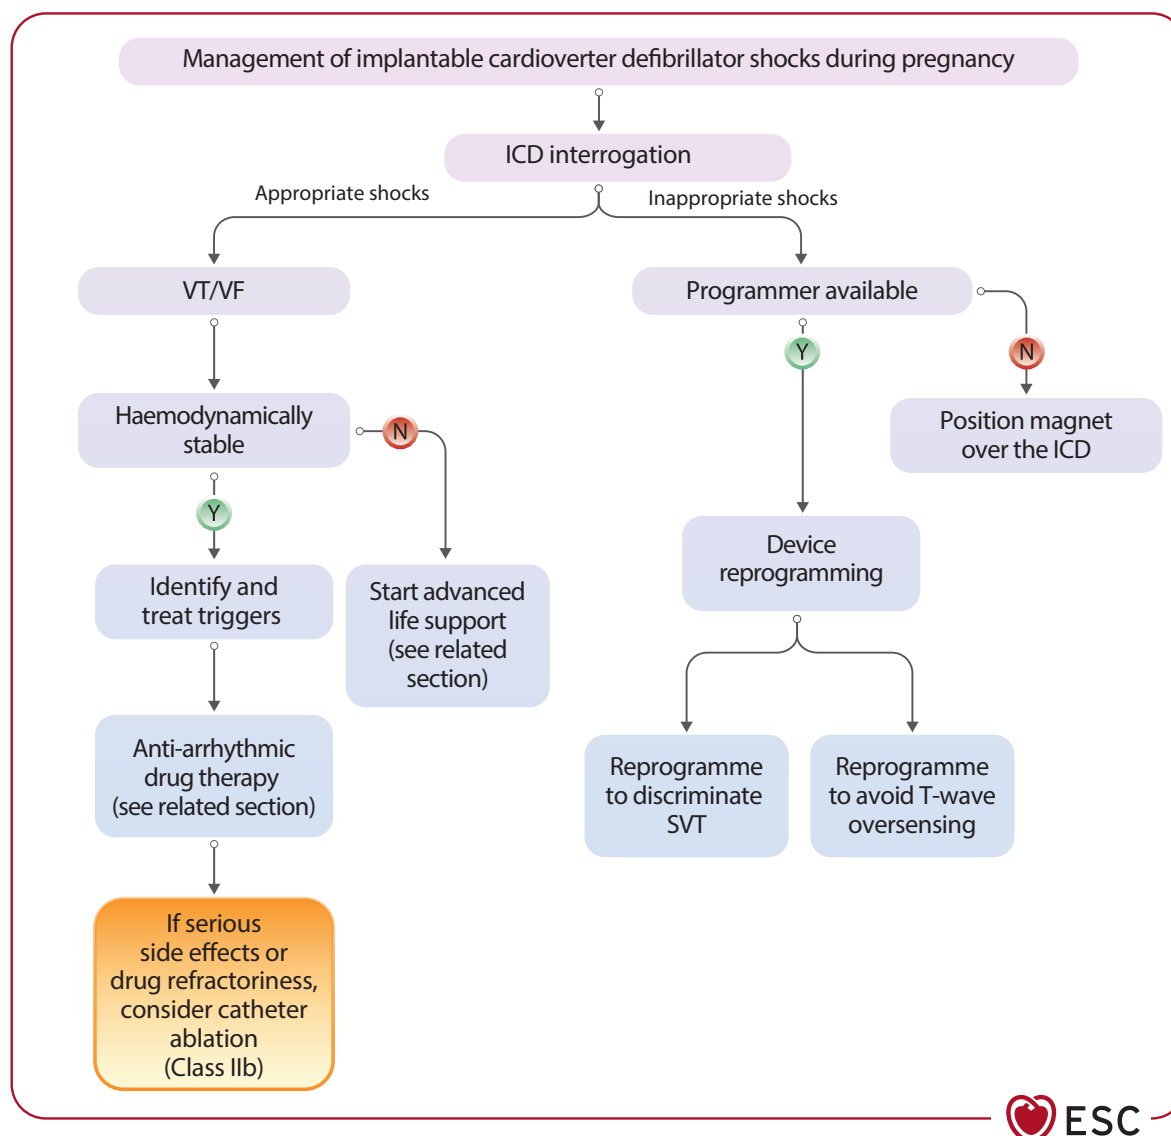 Management of implantable cardioverter defibrillator shocks during pregnancy
ICD interrogation
Appropriate shocks
Inappropriate shocks
VT/VF
Programmer available
Y
N
Haemodynamically
stable
N
Position magnet
over the ICD
Y
Device
reprogramming
Identify and
treat triggers
Start advanced
life support
(see related
section)
Anti-arrhythmic
drug therapy
(see related section)
Reprogramme
to discriminate
SVT
Reprogramme
to avoid T-wave
oversensing
If serious
side effects or
drug refractoriness,
consider catheter
ablation
(Class IIb)
ESC